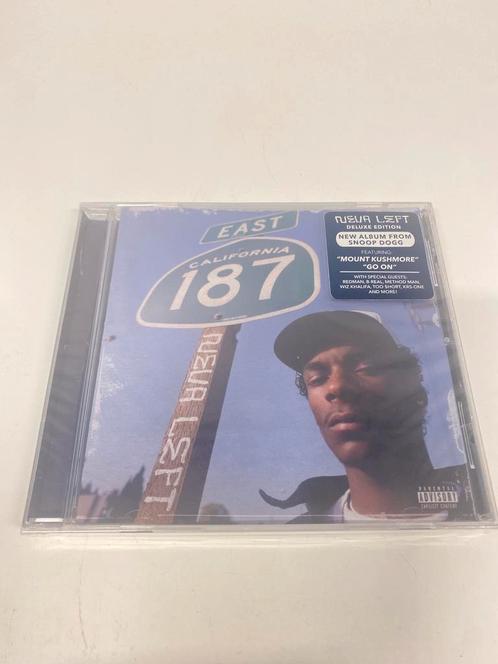 EAST
CALIFORNIA
187
NEVA LEFT
NEVA LEFT
DELUXE EDITION
NEW ALBUM FROM
SNOOP DOGG
FEATURING:
"MOUNT KUSHMORE"
"GO ON"
WITH SPECIAL GUESTS:
REDMAN, B REAL, METHOD MAN,
WIZ KHALIFA, TOO SHORT, KRS-ONE
AND MORE!
PARENTAL
ADVISORY
EXPLICIT CONTENT